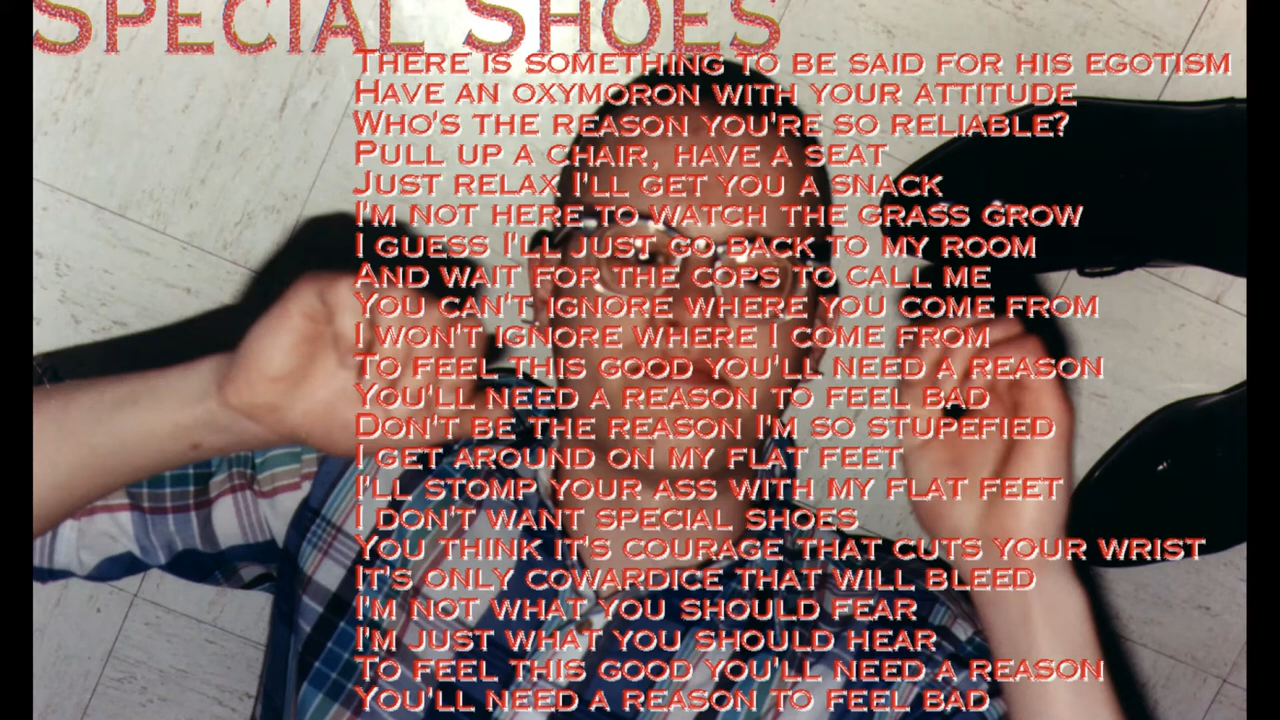 SPECIAL SHOES
THERE IS SOMETHING TO BE SAID FOR HIS EGOTISM
HAVE AN OXYMORON WITH YOUR ATTITUDE
WHO'S THE REASON YOU'RE SO RELIABLE?
PULL UP A CHAIR, HAVE A SEAT
JUST RELAX I'LL GET YOU A SNACK
I'M NOT HERE TO WATCH THE GRASS GROW
I GUESS I'LL JUST GO BACK TO MY ROOM
AND WAIT FOR THE COPS TO CALL ME
YOU CAN'T IGNORE WHERE YOU COME FROM
I WON'T IGNORE WHERE I COME FROM
TO FEEL THIS GOOD YOU'LL NEED A REASON
YOU'LL NEED A REASON TO FEEL BAD
DON'T BE THE REASON I'M SO STUPEFIED
I GET AROUND ON MY FLAT FEET
I'LL STOMP YOUR ASS WITH MY FLAT FEET
I DON'T WANT SPECIAL SHOES
YOU THINK IT'S COURAGE THAT CUTS YOUR WRIST
IT'S ONLY COWARDICE THAT WILL BLEED
I'M NOT WHAT YOU SHOULD FEAR
I'M JUST WHAT YOU SHOULD HEAR
TO FEEL THIS GOOD YOU'LL NEED A REASON
YOU'LL NEED A REASON TO FEEL BAD